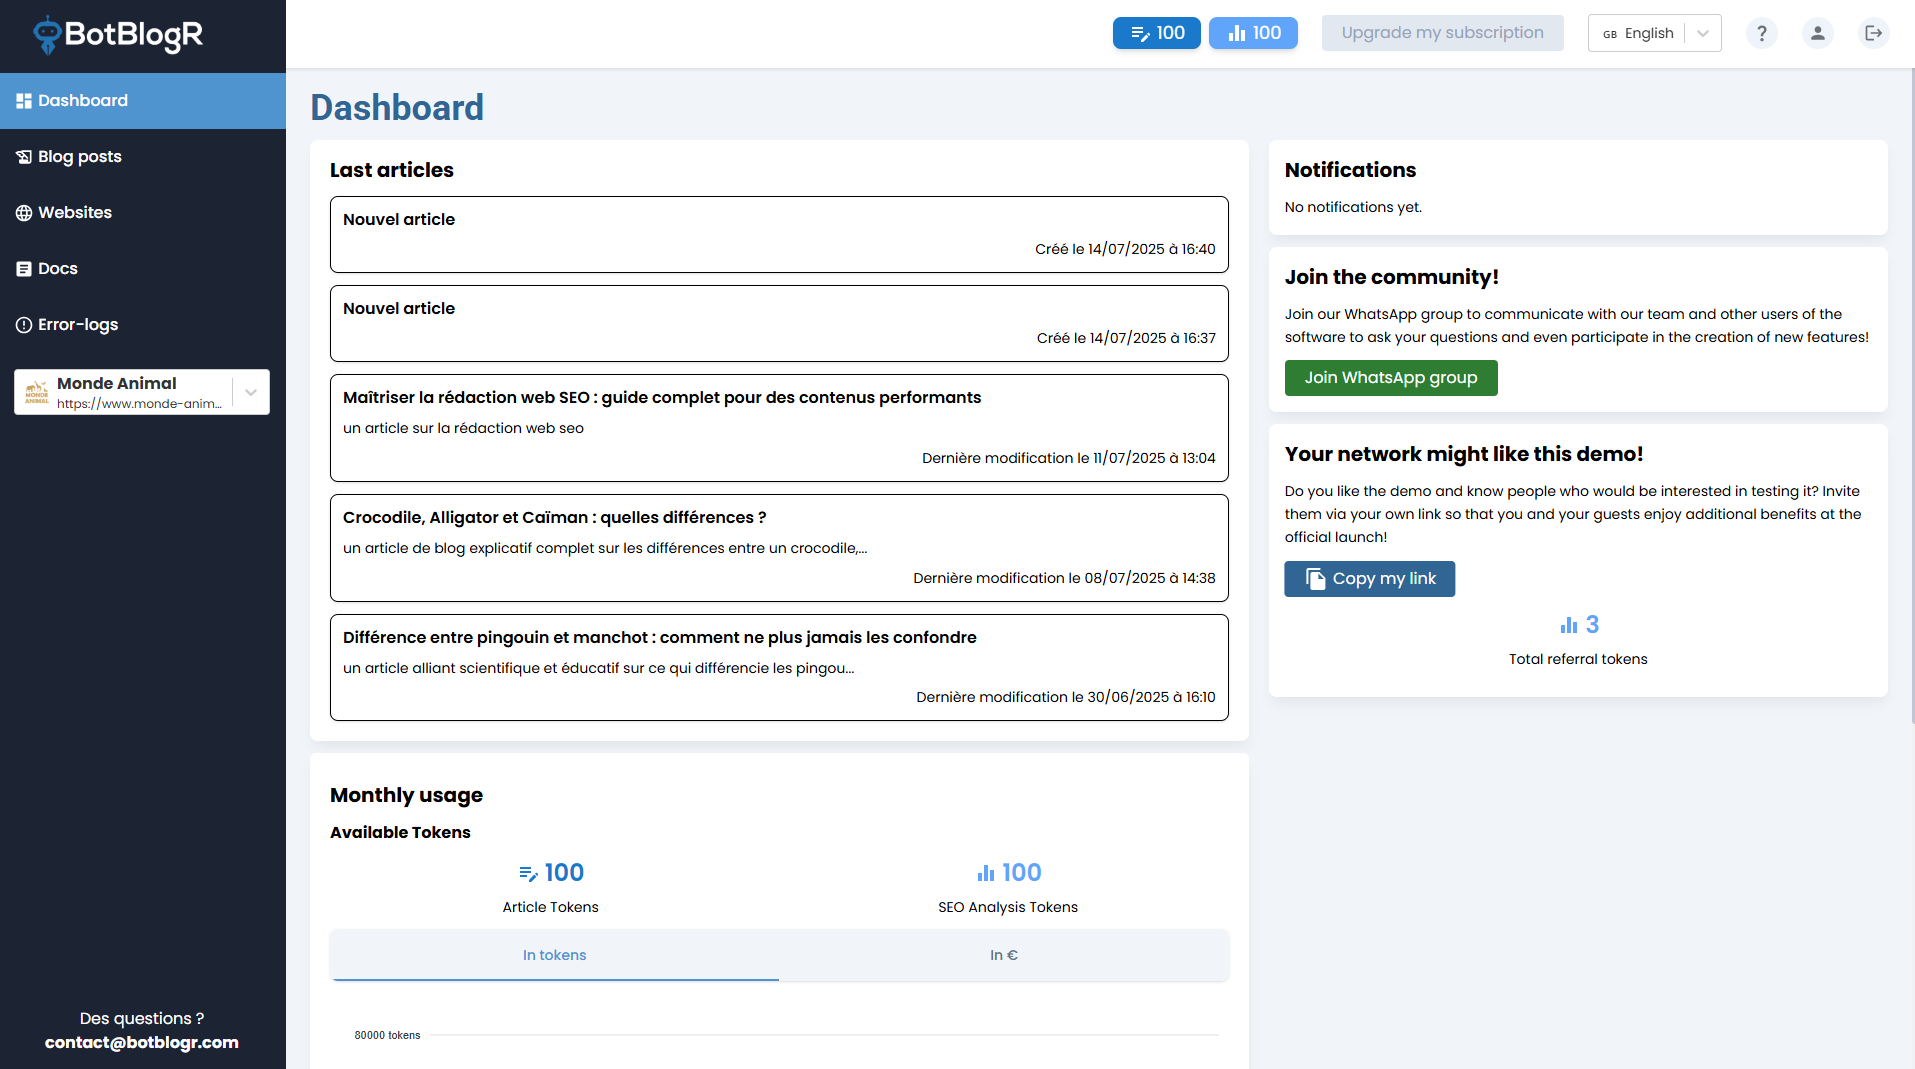 BotBlogR
100
100
Upgrade my subscription
GB English
?
Dashboard
Blog posts
Websites
Docs
Error-logs
MONDE
ANIMAL
Monde Animal
https://www.monde-anim...
Des questions ?
contact@botblogr.com
Dashboard
Last articles
Nouvel article
Créé le 14/07/2025 à 16:40
Nouvel article
Créé le 14/07/2025 à 16:37
Maîtriser la rédaction web SEO : guide complet pour des contenus performants
un article sur la rédaction web seo
Dernière modification le 11/07/2025 à 13:04
Crocodile, Alligator et Caïman : quelles différences ?
un article de blog explicatif complet sur les différences entre un crocodile,...
Dernière modification le 08/07/2025 à 14:38
Différence entre pingouin et manchot : comment ne plus jamais les confondre
un article alliant scientifique et éducatif sur ce qui différencie les pingou...
Dernière modification le 30/06/2025 à 16:10
Monthly usage
Available Tokens
100
Article Tokens
100
SEO Analysis Tokens
In tokens
In €
80000 tokens
Notifications
No notifications yet.
Join the community!
Join our WhatsApp group to communicate with our team and other users of the
software to ask your questions and even participate in the creation of new features!
Join WhatsApp group
Your network might like this demo!
Do you like the demo and know people who would be interested in testing it? Invite
them via your own link so that you and your guests enjoy additional benefits at the
official launch!
Copy my link
3
Total referral tokens